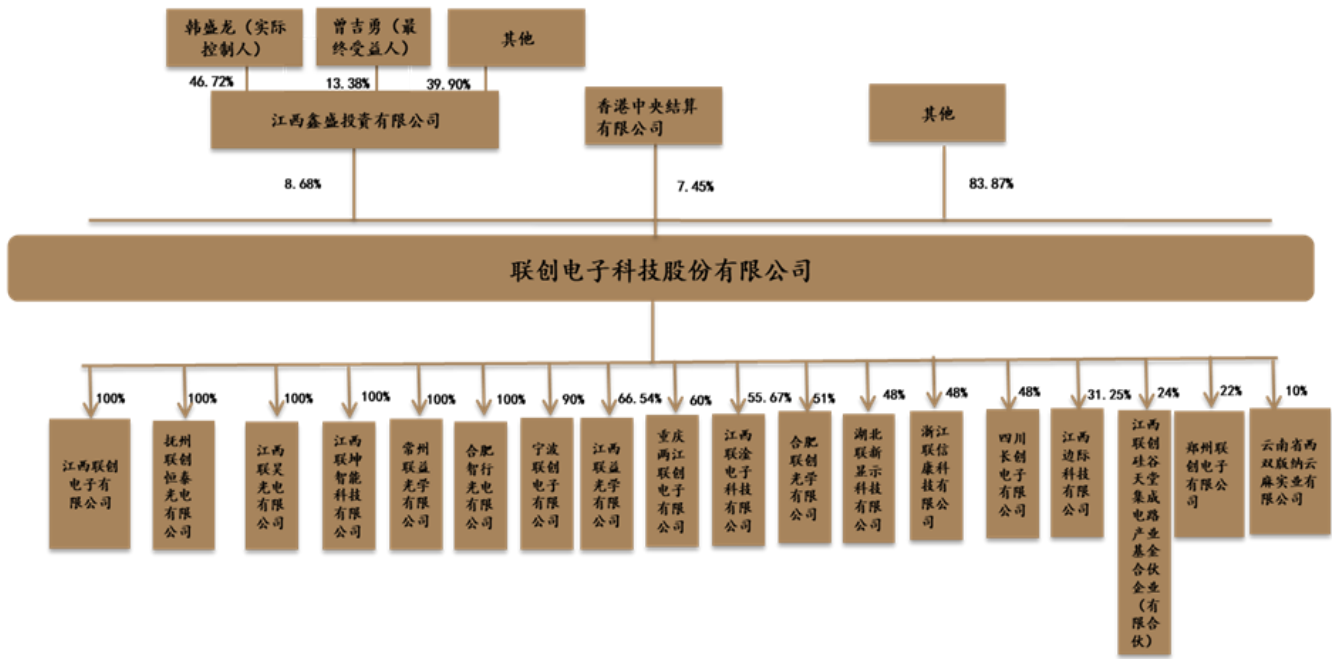 韩盛龙（实际
控制人）
曾吉勇（最
终受益人）
其他
46.72%
13.38%
39.90%
江西鑫盛投资有限公司
香港中央结算
有限公司
其他
8.68%
7.45%
83.87%
联创电子科技股份有限公司
100%
100%
100%
100%
100%
100%
90%
66.54%
60%
55.67%
51%
48%
48%
48%
31.25%
24%
22%
10%
江西联创
电子有
限公司
抚州
联创
恒泰
光电
有限
公司
江西
联昊
光电
有限
公司
江西
联坤
智能
科技
有限
公司
常州
联益
光学
有限
公司
合肥
智行
光电
有限
公司
宁波
联创
电子
有限
公司
江西
联益
光学
有限
公司
重庆
两江
联创
电子
有限
公司
江西
联淦
电子
科技
有限
公司
合肥
联创
光学
有限
公司
湖北
联新
显示
科技
有限
公司
浙江
联信
康科
技有
限公
司
四川
长创
电子
有限
公司
江西
边际
科技
有限
公司
江西
联创
硅谷
天堂
集成
电路
产业
基金
合伙
企业
（有
限合
伙）
郑州联
创电子
有限公
司
云南省西
双版纳云
麻实业有
限公司